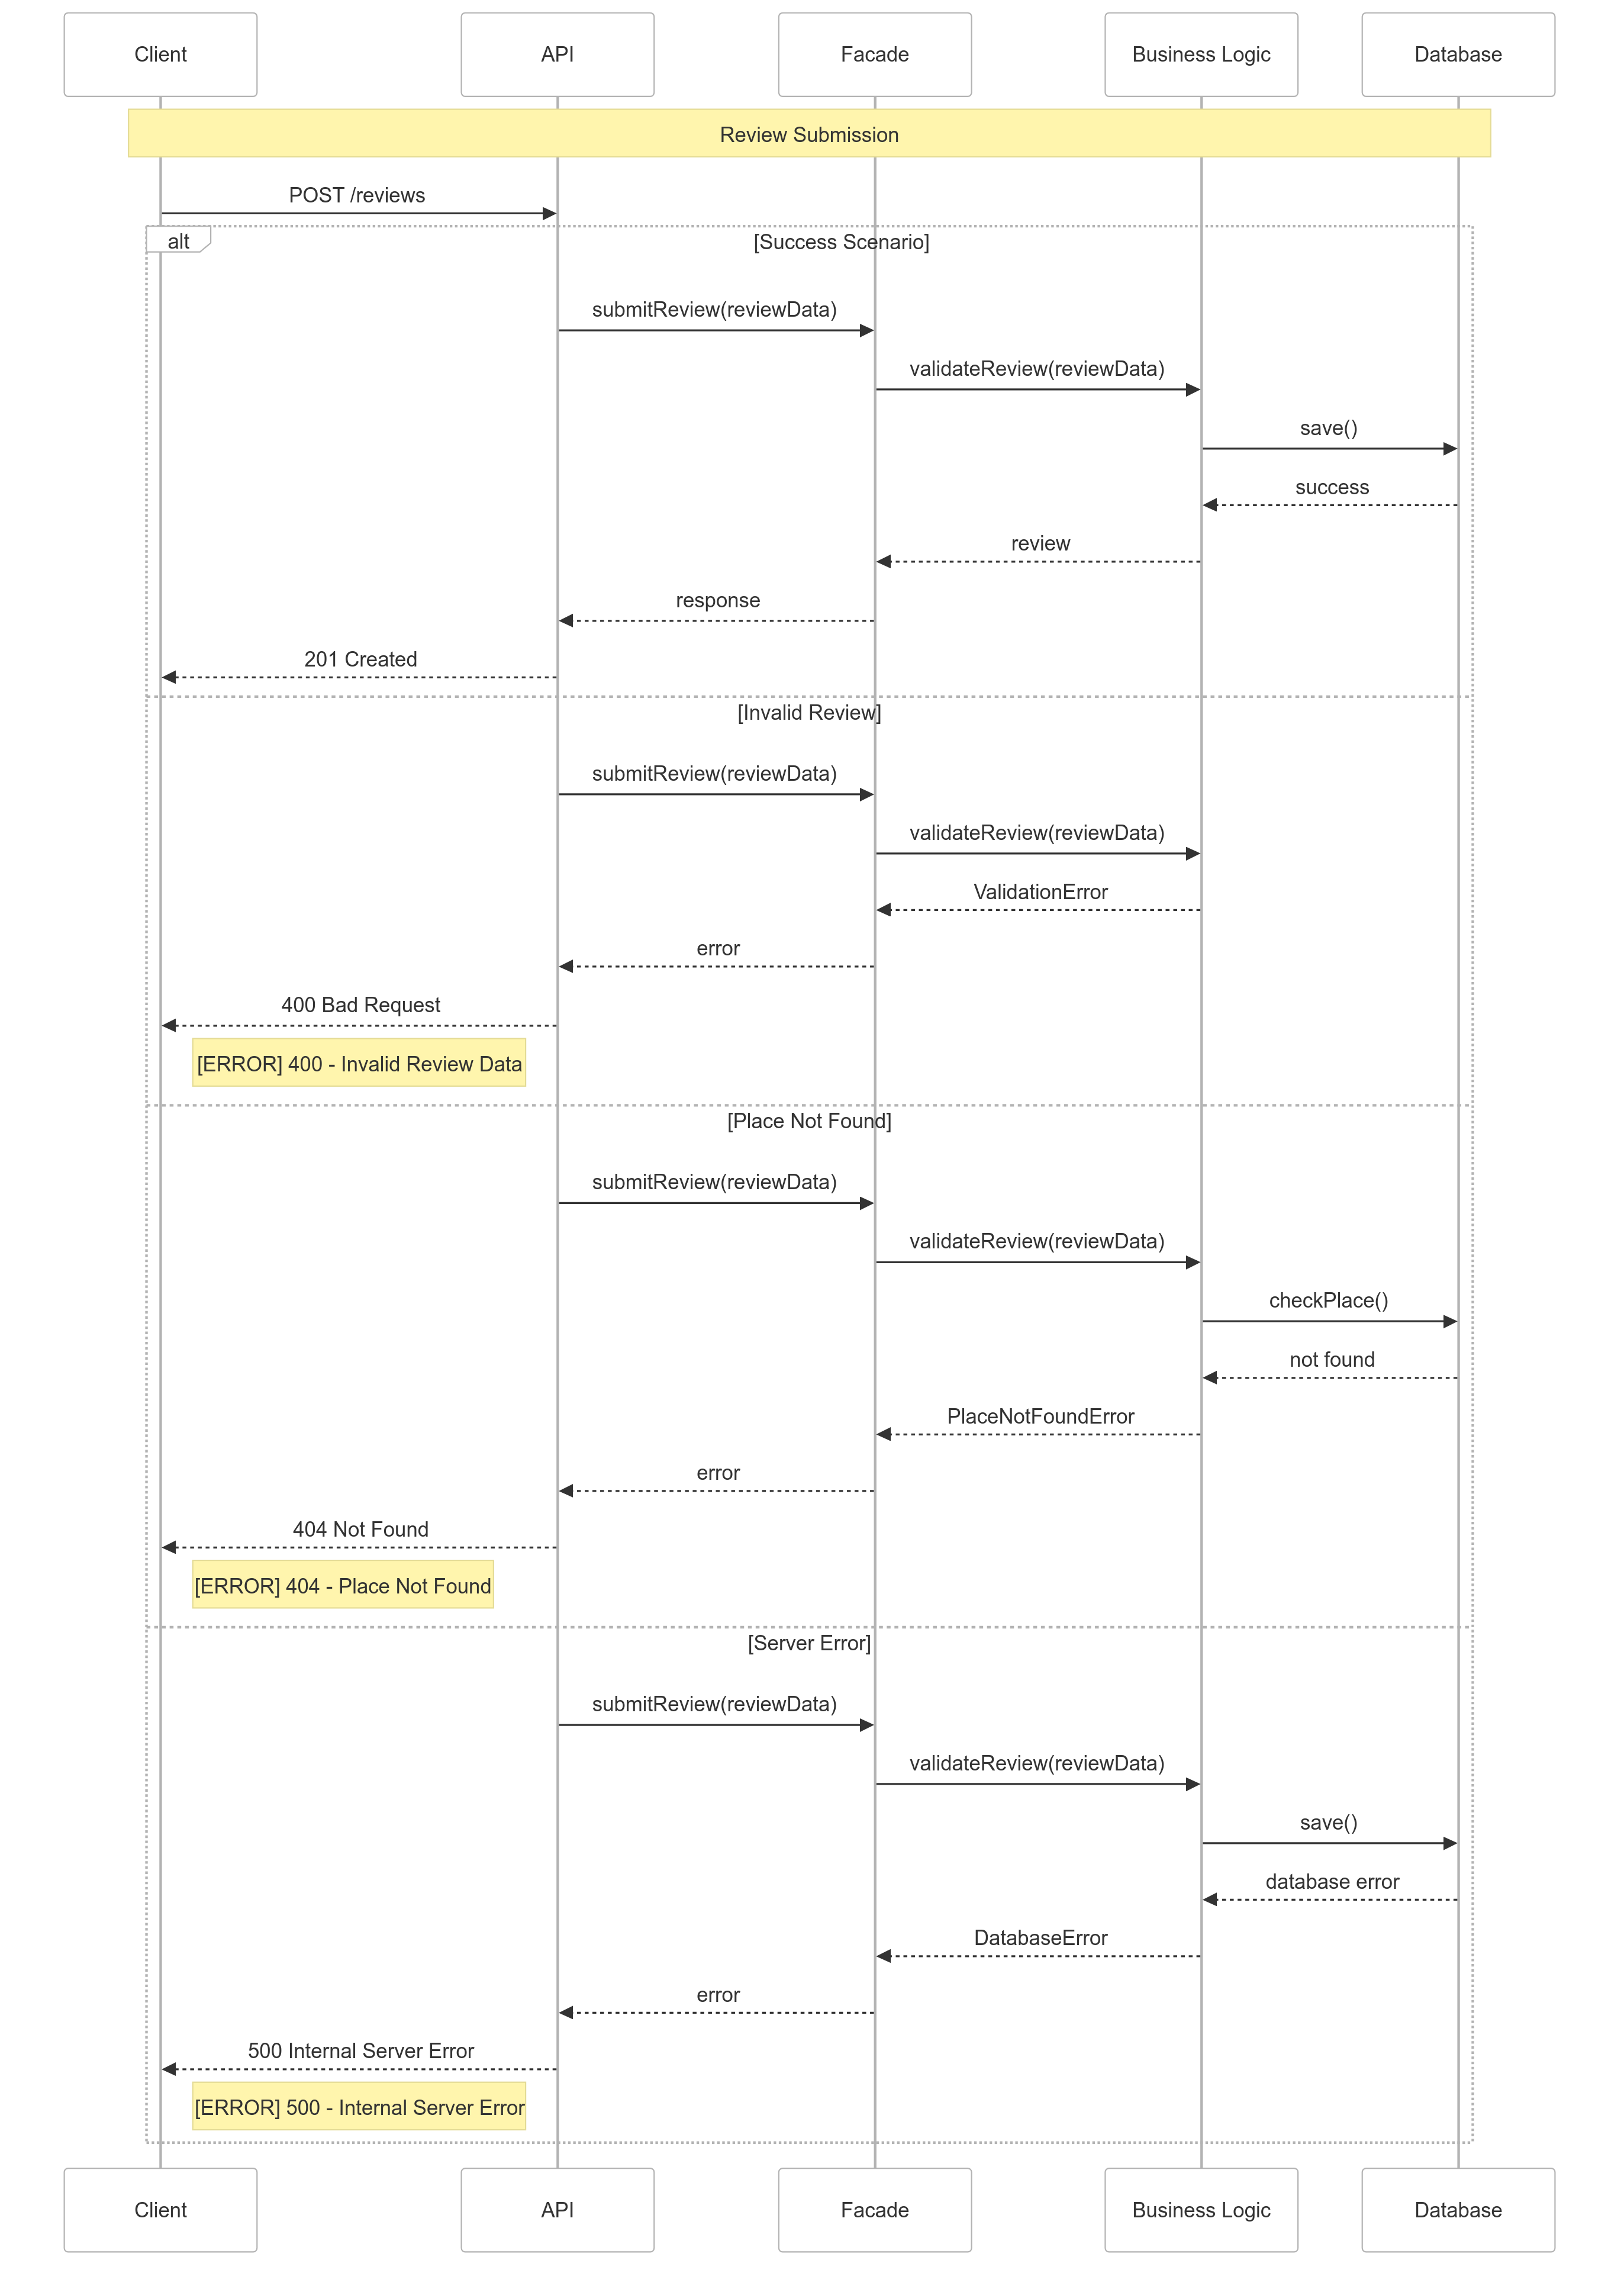 Client
API
Facade
Business Logic
Database
Review Submission
POST /reviews
alt
[Success Scenario]
submitReview(reviewData)
validateReview(reviewData)
save()
success
review
response
201 Created
[Invalid Review]
submitReview(reviewData)
validateReview(reviewData)
ValidationError
error
400 Bad Request
[ERROR] 400 - Invalid Review Data
[Place Not Found]
submitReview(reviewData)
validateReview(reviewData)
checkPlace()
not found
PlaceNotFoundError
error
404 Not Found
[ERROR] 404 - Place Not Found
[Server Error]
submitReview(reviewData)
validateReview(reviewData)
save()
database error
DatabaseError
error
500 Internal Server Error
[ERROR] 500 - Internal Server Error
Client
API
Facade
Business Logic
Database